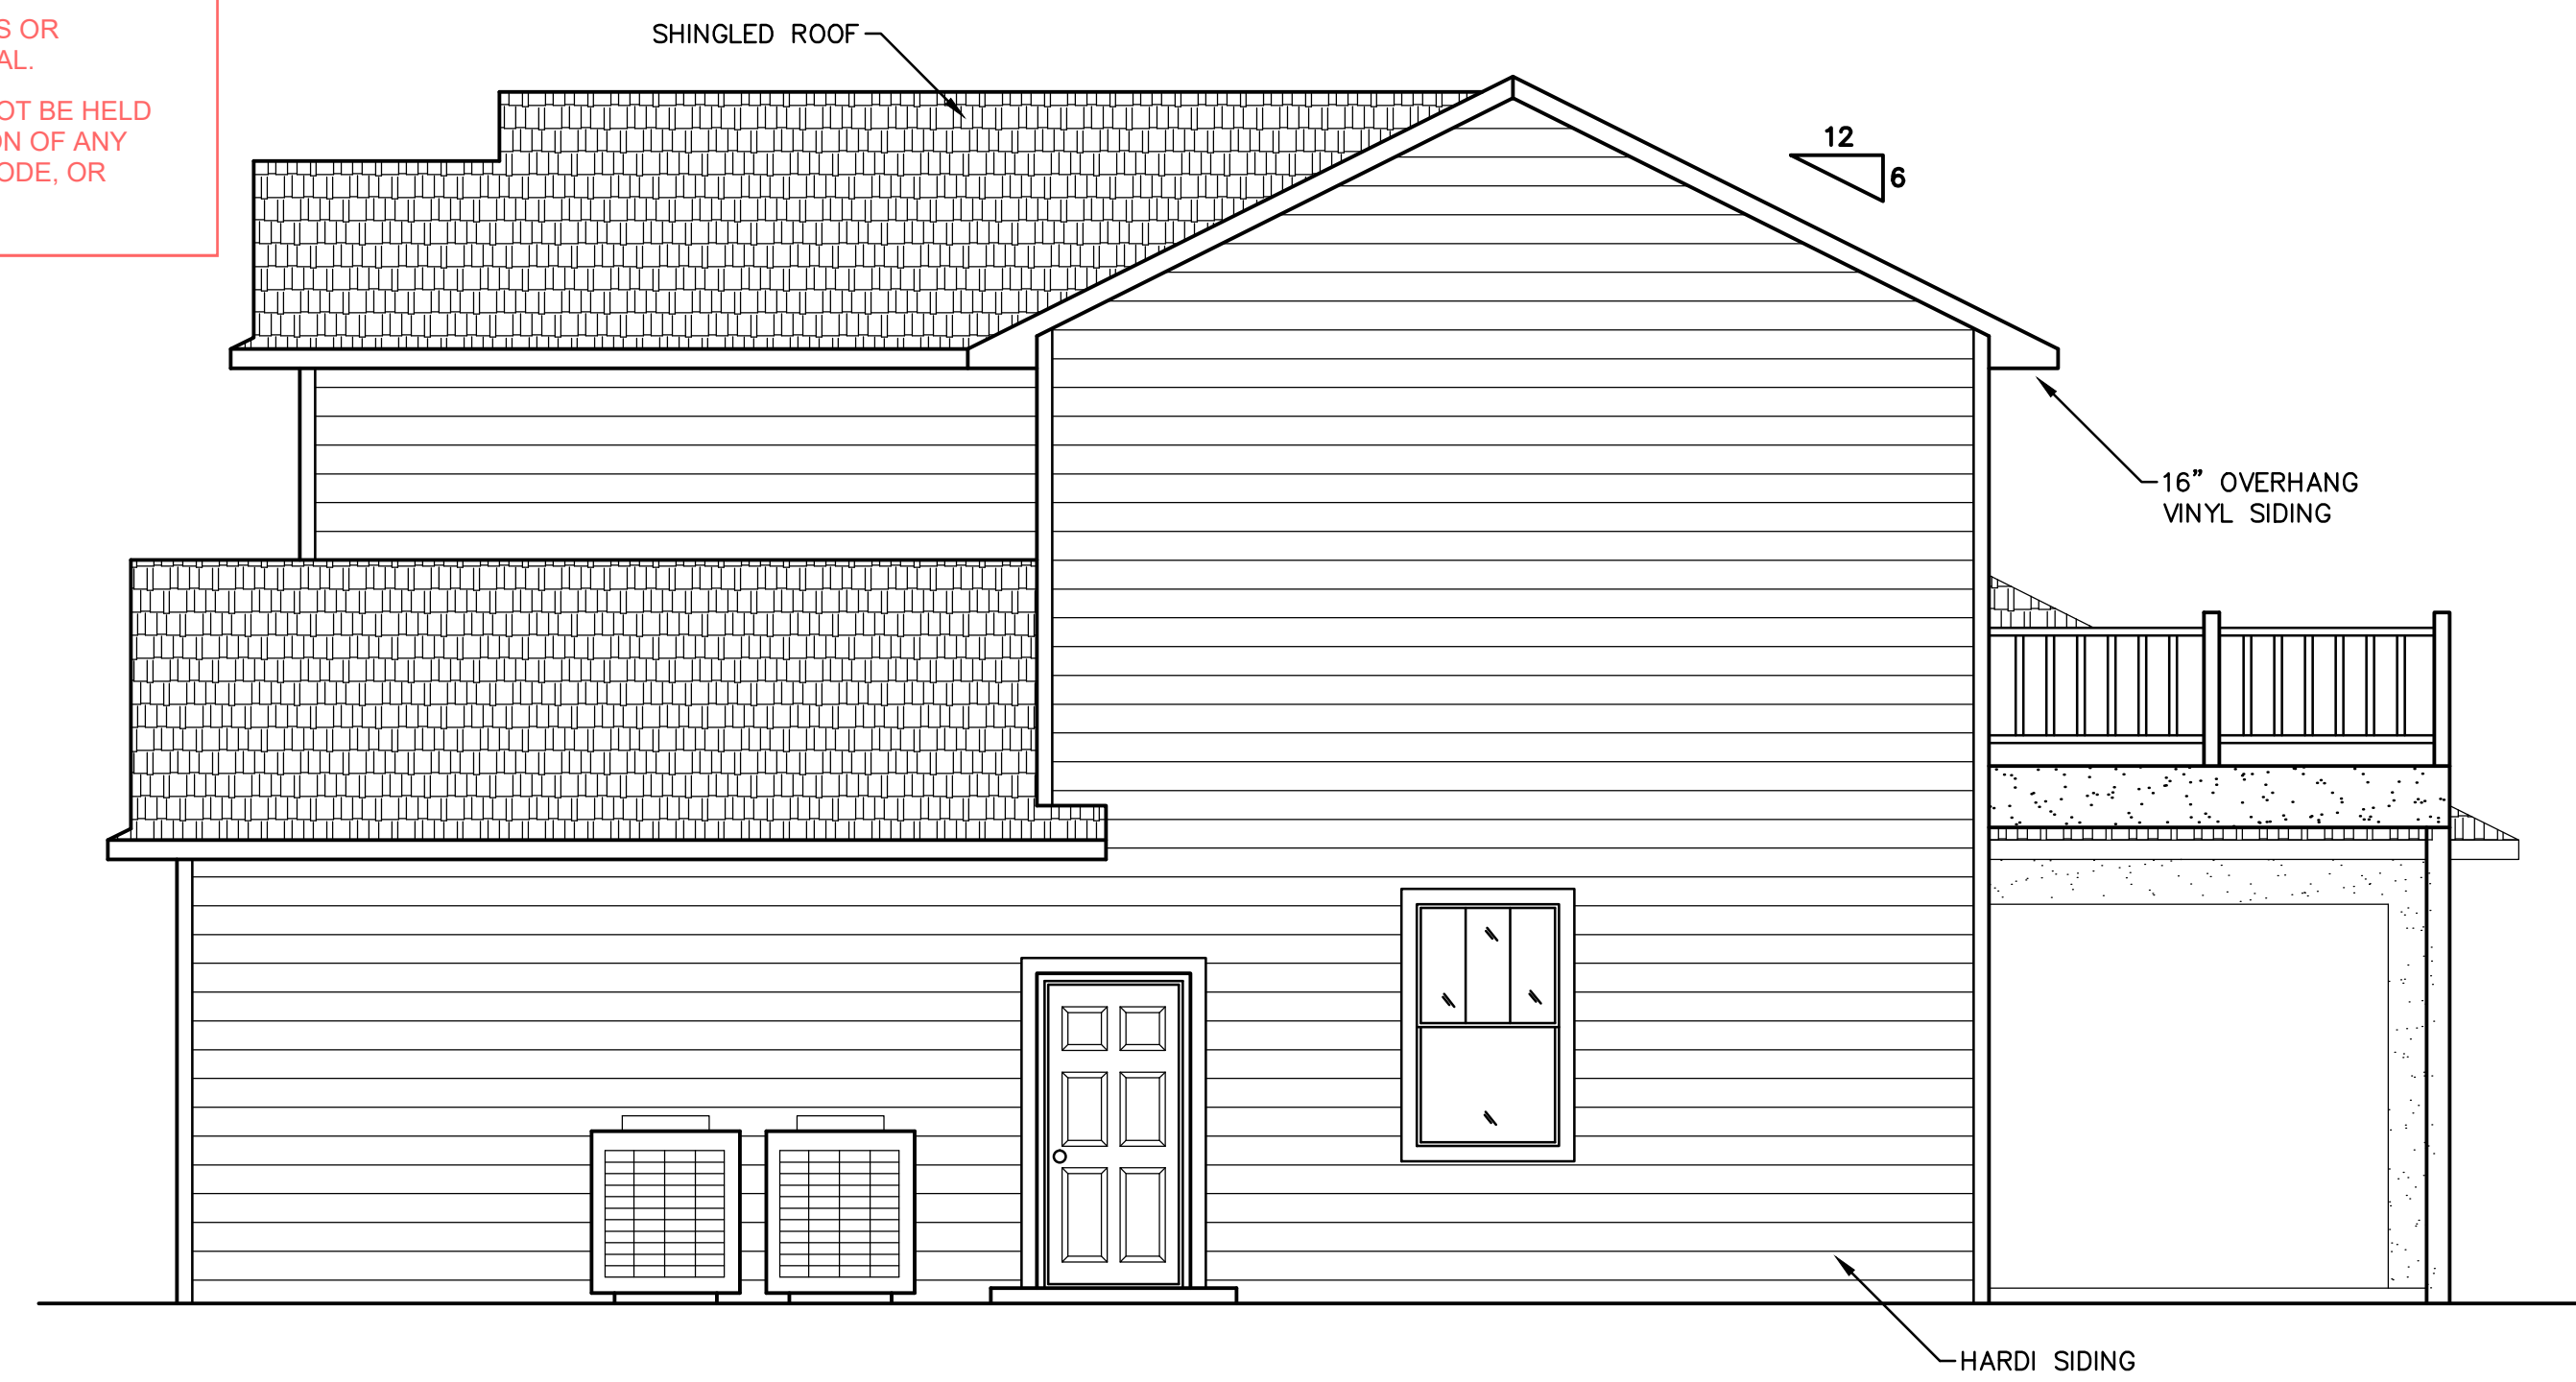 S OR
AL.
OT BE HELD
ON OF ANY
ODE, OR
SHINGLED ROOF
12
6
16” OVERHANG
VINYL SIDING
HARDI SIDING